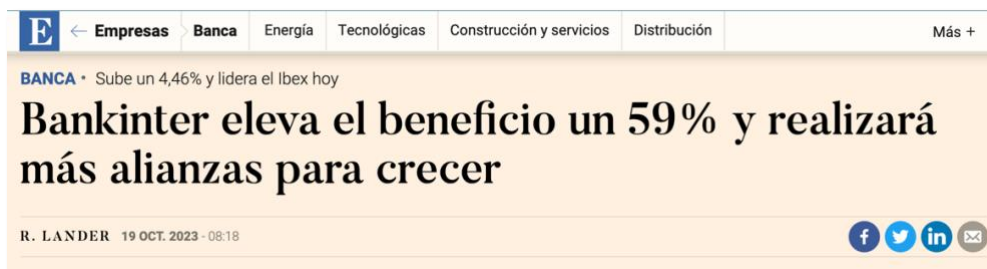 E ← Empresas Banca Energía Tecnológicas Construcción y servicios Distribución Más +
BANCA • Sube un 4,46% y lidera el Ibex hoy
Bankinter eleva el beneficio un 59% y realizará
más alianzas para crecer
R. LANDER 19 OCT. 2023 - 08:18